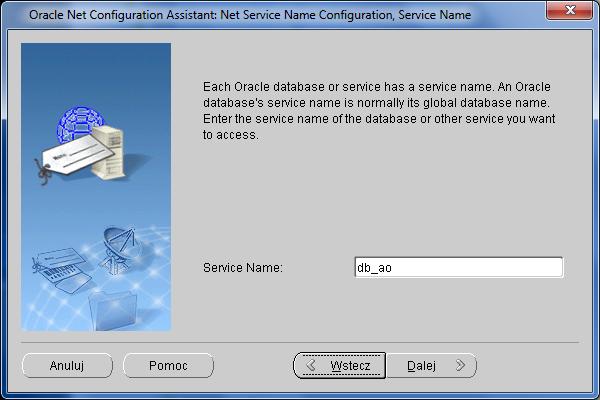 Oracle Net Configuration Assistant: Net Service Name Configuration, Service Name
Each Oracle database or service has a service name. An Oracle
database's service name is normally its global database name.
Enter the service name of the database or other service you want
to access.
Service Name: db_ao
Anuluj Pomoc Wstecz Dalej